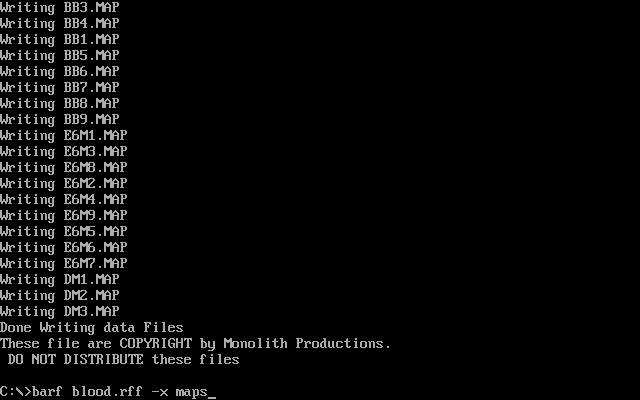 Writing BB3.MAP
Writing BB4.MAP
Writing BB1.MAP
Writing BB5.MAP
Writing BB6.MAP
Writing BB7.MAP
Writing BB8.MAP
Writing BB9.MAP
Writing E6M1.MAP
Writing E6M3.MAP
Writing E6M8.MAP
Writing E6M2.MAP
Writing E6M4.MAP
Writing E6M9.MAP
Writing E6M5.MAP
Writing E6M6.MAP
Writing E6M7.MAP
Writing DM1.MAP
Writing DM2.MAP
Writing DM3.MAP
Done Writing data Files
These file are COPYRIGHT by Monolith Productions.
 DO NOT DISTRIBUTE these files
C:\>barf blood.rff -x maps_